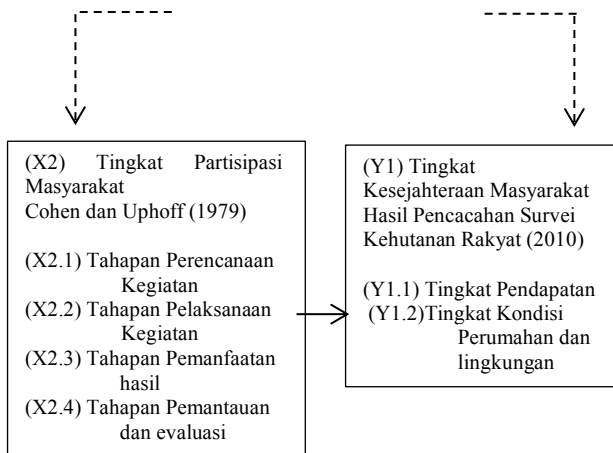 (X2) Tingkat Partisipasi
Masyarakat
Cohen dan Uphoff (1979)
(X2.1) Tahapan Perencanaan
Kegiatan
(X2.2) Tahapan Pelaksanaan
Kegiatan
(X2.3) Tahapan Pemanfaatan
hasil
(X2.4) Tahapan Pemantauan
dan evaluasi
(Y1) Tingkat
Kesejahteraan Masyarakat
Hasil Pencacahan Survei
Kehutanan Rakyat (2010)
(Y1.1) Tingkat Pendapatan
(Y1.2)Tingkat Kondisi
Perumahan dan
lingkungan